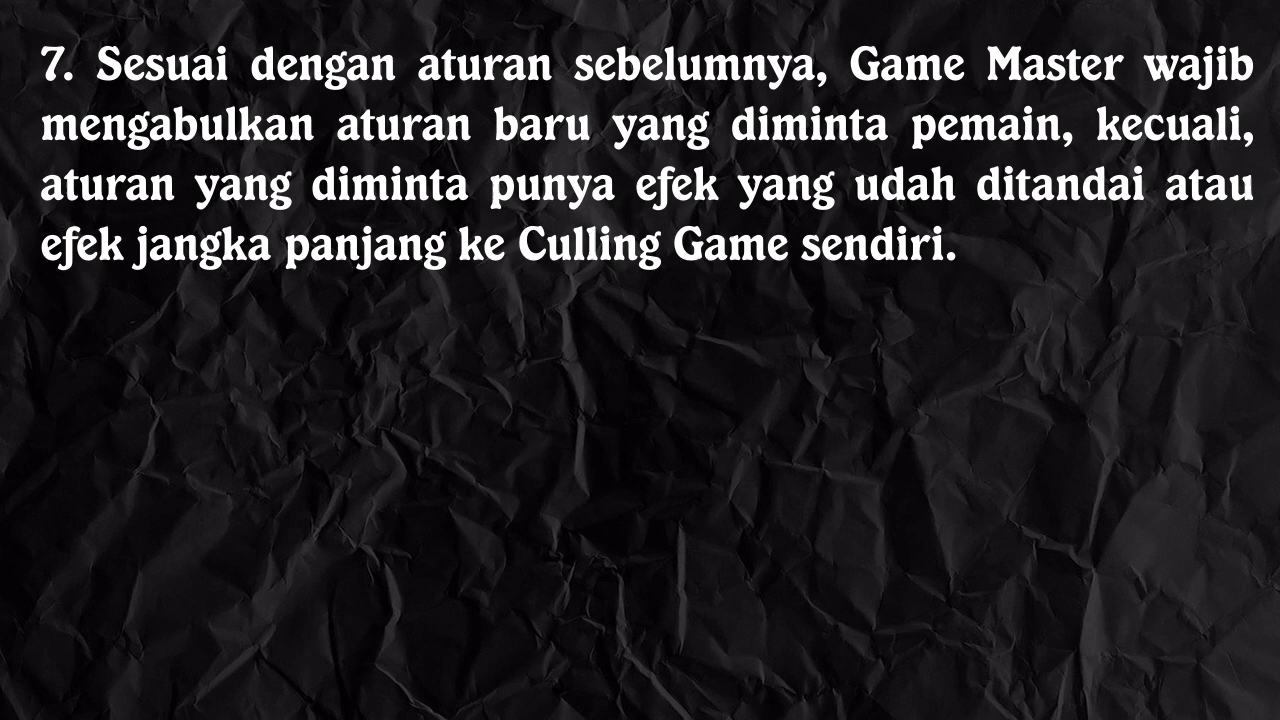 7. Sesuai dengan aturan sebelumnya, Game Master wajib
mengabulkan aturan baru yang diminta pemain, kecuali,
aturan yang diminta punya efek yang udah ditandai atau
efek jangka panjang ke Culling Game sendiri.